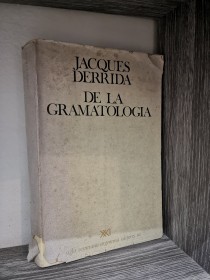 JACQUES
DERRIDA
DE LA
GRAMATOLOGIA